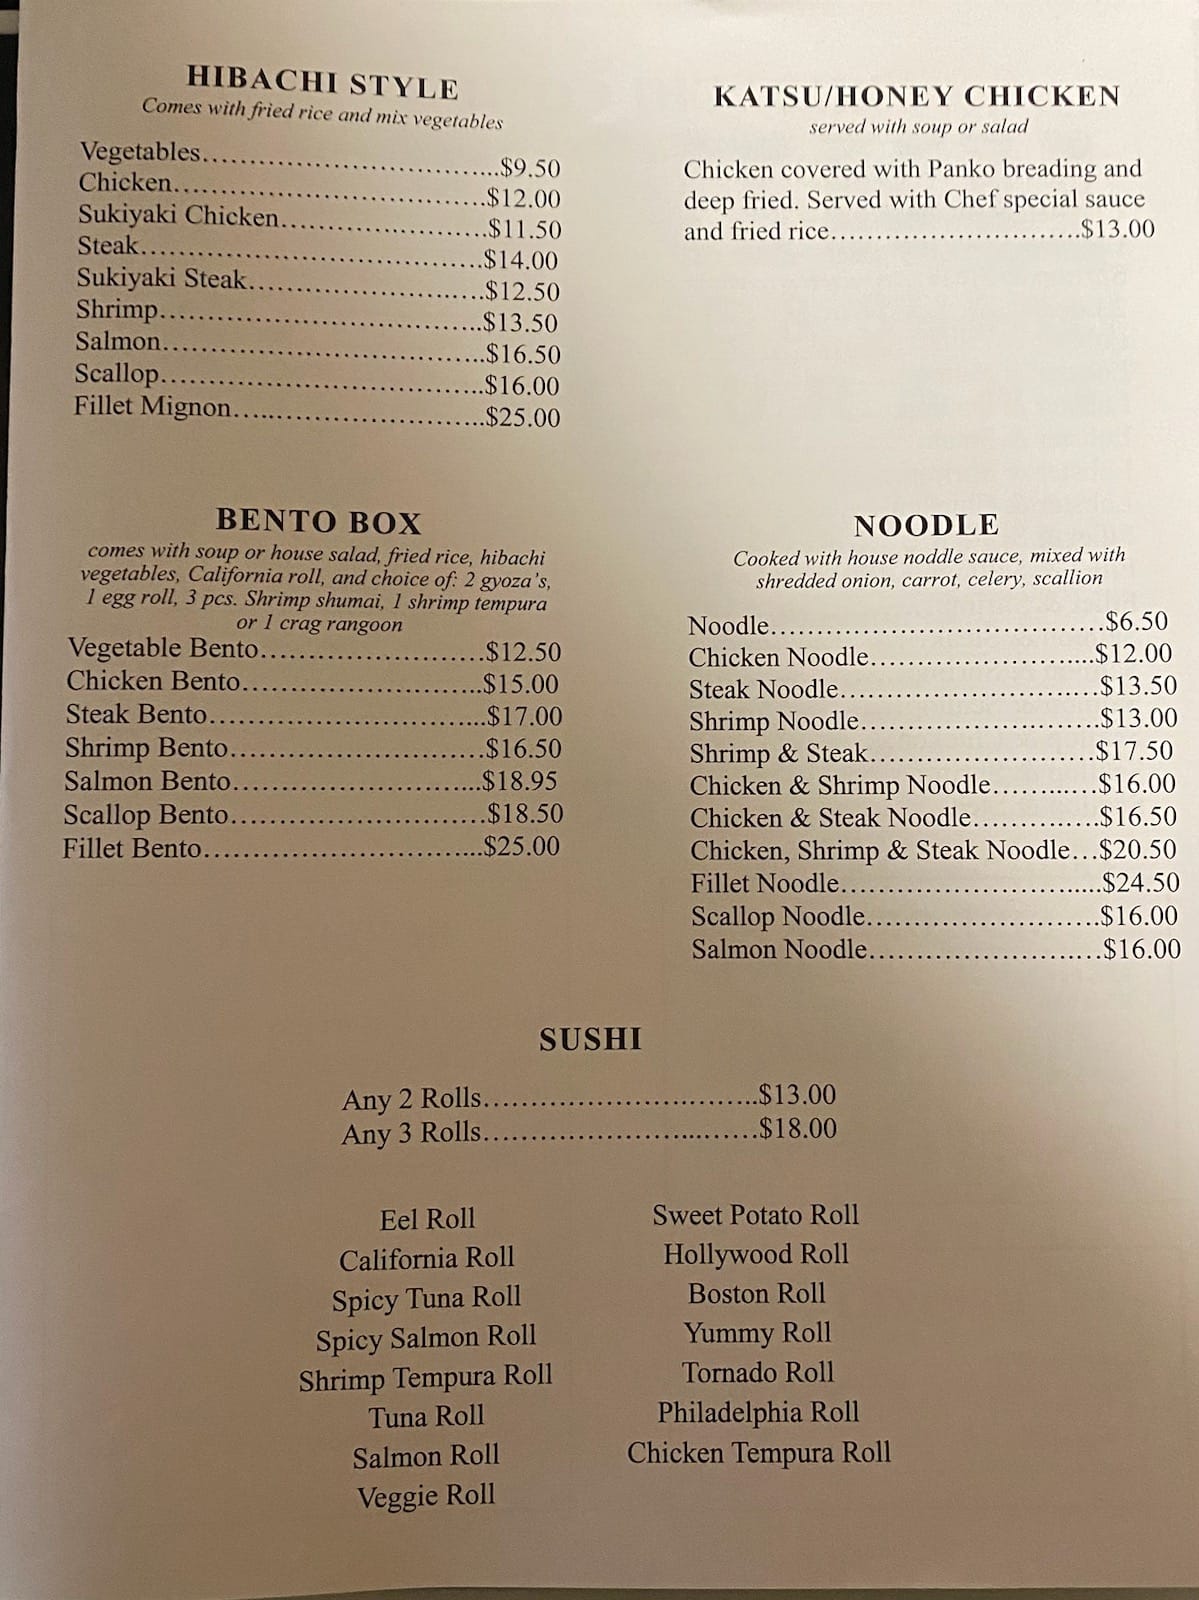 HIBACHI STYLE
Comes with fried rice and mix vegetables
Vegetables........................................$9.50
Chicken........................................$12.00
Sukiyaki Chicken..........................$11.50
Steak........................................$14.00
Sukiyaki Steak..............................$12.50
Shrimp........................................$13.50
Salmon........................................$16.50
Scallop........................................$16.00
Fillet Mignon..............................$25.00
KATSU/HONEY CHICKEN
served with soup or salad
Chicken covered with Panko breading and
deep fried. Served with Chef special sauce
and fried rice..............................$13.00
BENTO BOX
comes with soup or house salad, fried rice, hibachi
vegetables, California roll, and choice of: 2 gyoza's,
1 egg roll, 3 pcs. Shrimp shumai, 1 shrimp tempura
or 1 crag rangoon
Vegetable Bento...........................$12.50
Chicken Bento.............................$15.00
Steak Bento.................................$17.00
Shrimp Bento..............................$16.50
Salmon Bento..............................$18.95
Scallop Bento..............................$18.50
Fillet Bento.................................$25.00
NOODLE
Cooked with house noddle sauce, mixed with
shredded onion, carrot, celery, scallion
Noodle........................................$6.50
Chicken Noodle...........................$12.00
Steak Noodle...............................$13.50
Shrimp Noodle.............................$13.00
Shrimp & Steak...........................$17.50
Chicken & Shrimp Noodle............$16.00
Chicken & Steak Noodle..............$16.50
Chicken, Shrimp & Steak Noodle...$20.50
Fillet Noodle...............................$24.50
Scallop Noodle............................$16.00
Salmon Noodle............................$16.00
SUSHI
Any 2 Rolls.................................$13.00
Any 3 Rolls.................................$18.00
Eel Roll
California Roll
Spicy Tuna Roll
Spicy Salmon Roll
Shrimp Tempura Roll
Tuna Roll
Salmon Roll
Veggie Roll
Sweet Potato Roll
Hollywood Roll
Boston Roll
Yummy Roll
Tornado Roll
Philadelphia Roll
Chicken Tempura Roll